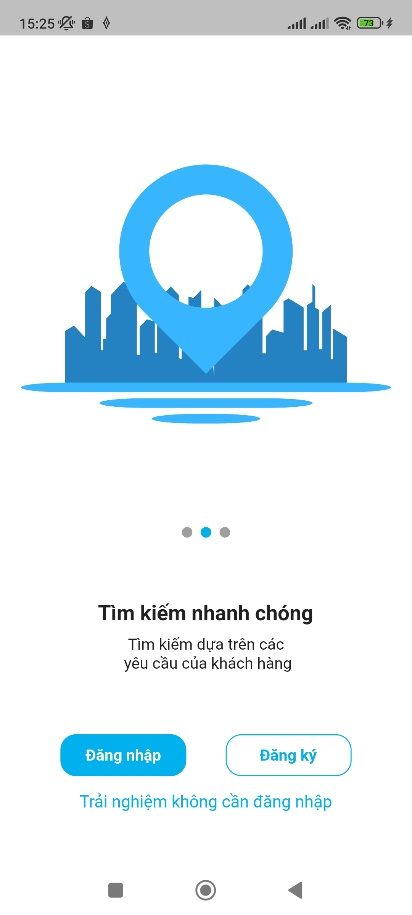 15:25
73
Tìm kiếm nhanh chóng
Tìm kiếm dựa trên các
yêu cầu của khách hàng
Đăng nhập
Đăng ký
Trải nghiệm không cần đăng nhập